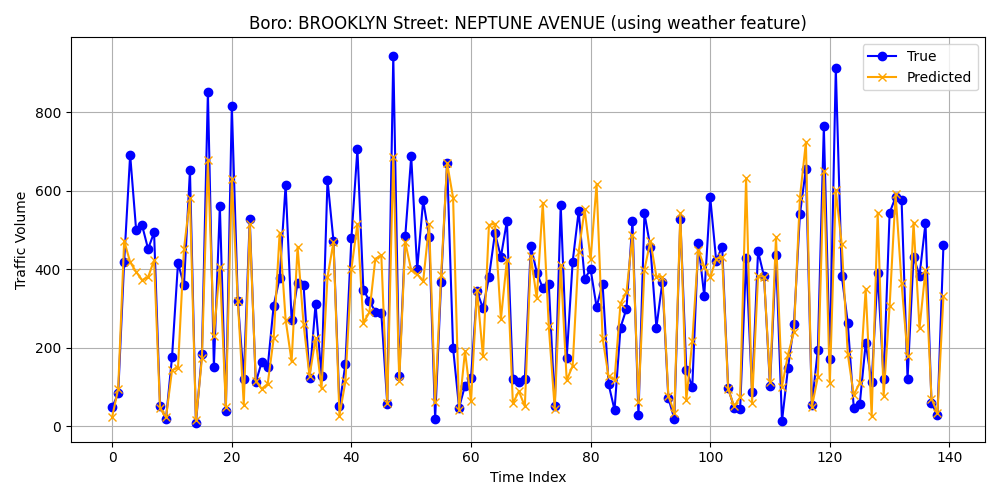 Boro: BROOKLYN Street: NEPTUNE AVENUE (using weather feature)
True
Predicted
Traffic Volume
800
600
400
200
0
0 20 40 60 80 100 120 140
Time Index